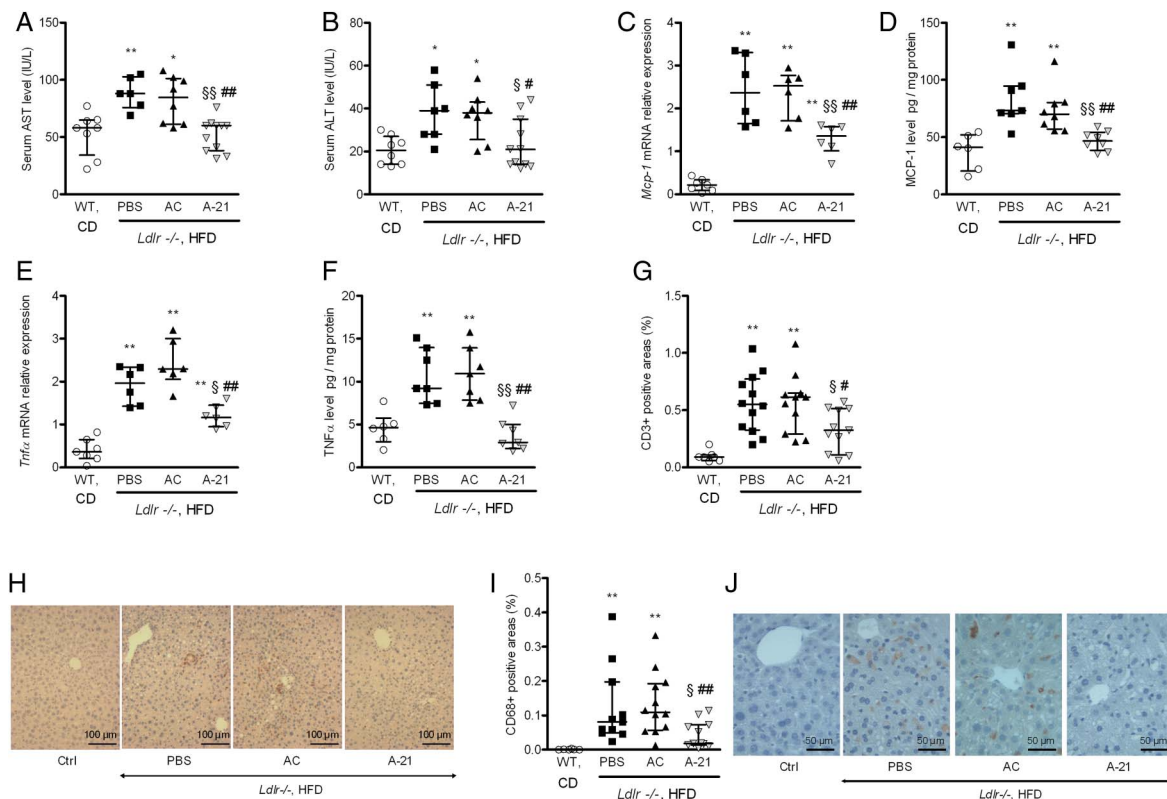 A
Serum AST level (IU/L)
150
100
50
0
** * §§ ##
WT, PBS AC A-21
CD
Ldlr -/-, HFD
B
Serum ALT level (IU/L)
80
60
40
20
0
* * § #
WT, PBS AC A-21
CD
Ldlr -/-, HFD
C
Mcp-1 mRNA relative expression
4
3
2
1
0
** ** ** §§ ##
WT, PBS AC A-21
CD
Ldlr -/-, HFD
D
MCP-1 level pg / mg protein
150
100
50
0
** ** §§ ##
WT, PBS AC A-21
CD
Ldlr -/-, HFD
E
Tnfα mRNA relative expression
4
3
2
1
0
** ** ** § ##
WT, PBS AC A-21
CD
Ldlr -/-, HFD
F
TNFα level pg / mg protein
20
15
10
5
0
** ** §§ ##
WT, PBS AC A-21
CD
Ldlr -/-, HFD
G
CD3+ positive areas (%)
1.5
1.0
0.5
0.0
** ** § #
WT, PBS AC A-21
CD
Ldlr -/-, HFD
H
100 µm 100 µm 100 µm 100 µm
Ctrl PBS AC A-21
Ldlr-/-, HFD
I
CD68+ positive areas (%)
0.5
0.4
0.3
0.2
0.1
0.0
** ** § ##
WT, PBS AC A-21
CD
Ldlr -/-, HFD
J
50 µm 50 µm 50 µm 50 µm
Ctrl PBS AC A-21
Ldlr-/-, HFD